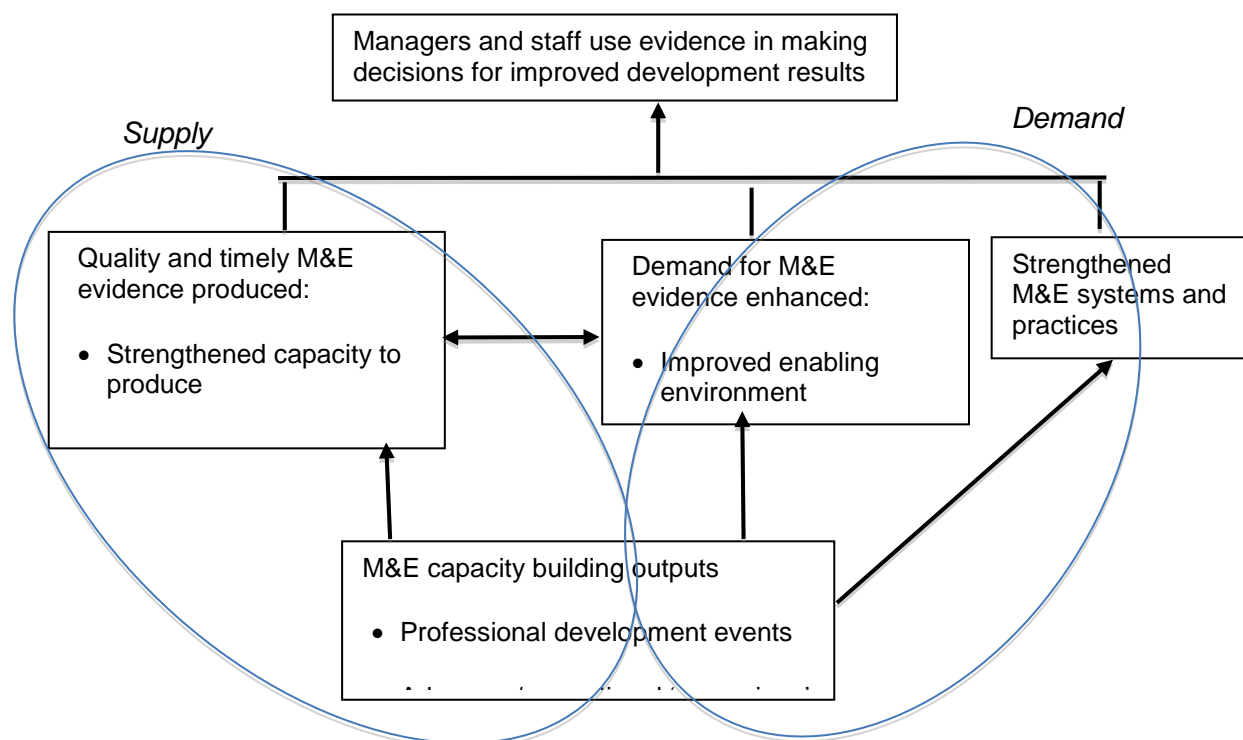 Managers and staff use evidence in making
decisions for improved development results
Supply
Demand
Quality and timely M&E
evidence produced:
• Strengthened capacity to
produce
Demand for M&E
evidence enhanced:
• Improved enabling
environment
Strengthened
M&E systems and
practices
M&E capacity building outputs
• Professional development events